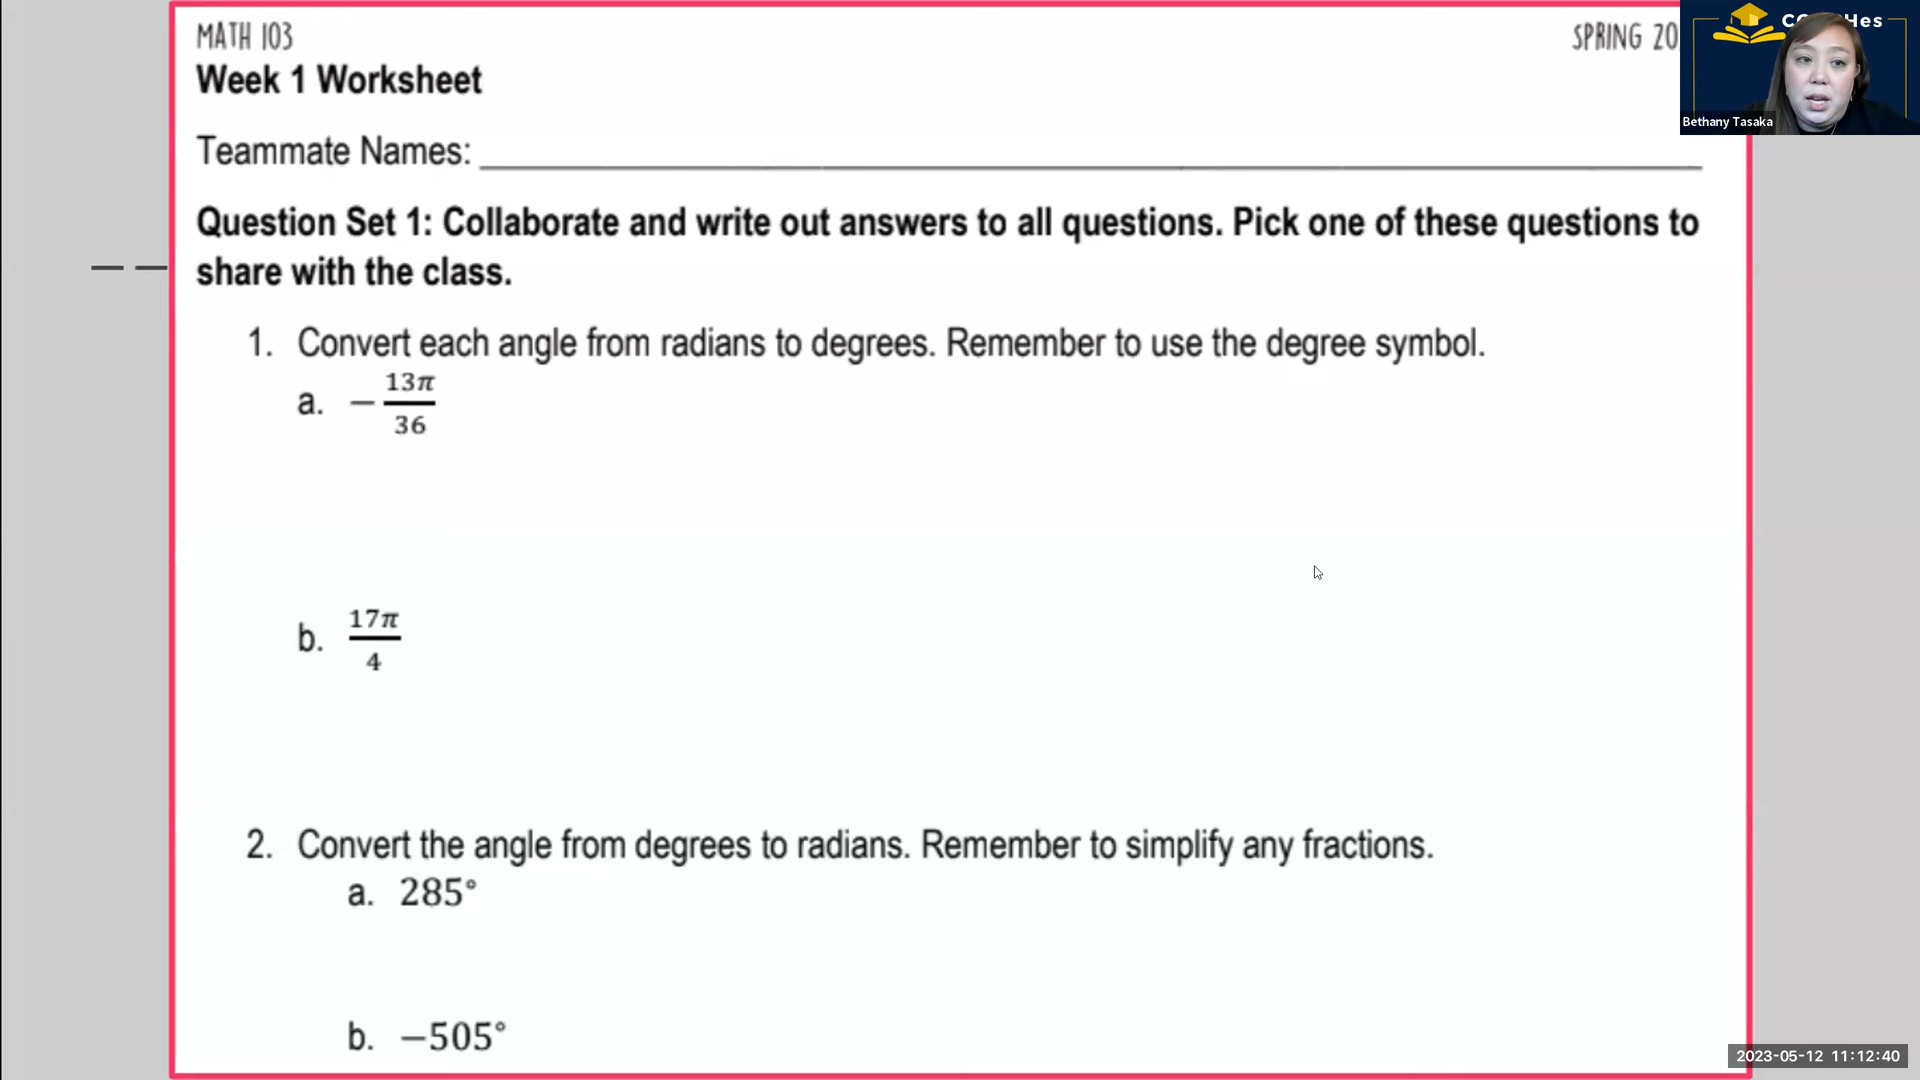 MATH 103
SPRING 20
Week 1 Worksheet
Bethany Tasaka
Teammate Names:
Question Set 1: Collaborate and write out answers to all questions. Pick one of these questions to
share with the class.
1. Convert each angle from radians to degrees. Remember to use the degree symbol.
a. − 13π/36
b. 17π/4
2. Convert the angle from degrees to radians. Remember to simplify any fractions.
a. 285°
b. −505°
2023-05-12 11:12:40